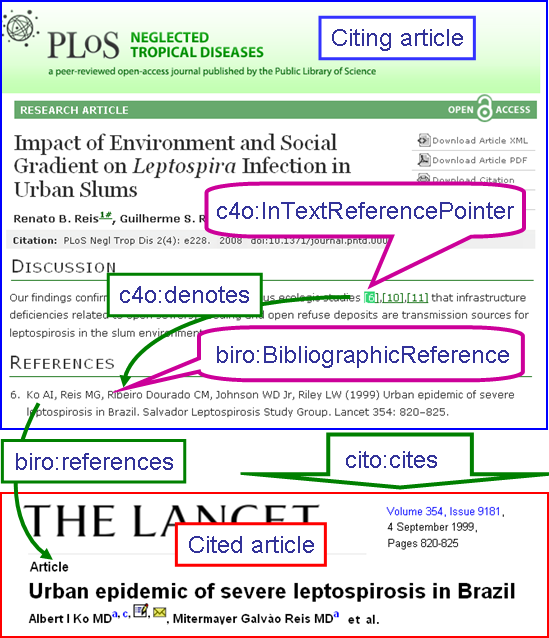 PLoS NEGLECTED
TROPICAL DISEASES
a peer-reviewed open-access journal published by the Public Library of Science
Citing article
RESEARCH ARTICLE
OPEN ACCESS
Impact of Environment and Social
Gradient on Leptospira Infection in
Urban Slums
Download Article XML
Download Article PDF
Download Citation
c4o:InTextReferencePointer
Renato B. Reis1#, Guilherme S. R
Citation: PLoS Negl Trop Dis 2(4): e228. 2008 doi:10.1371/journal.pntd.000
DISCUSSION
c4o:denotes
Our findings confirm us ecologic studies [6],[10],[11] that infrastructure
deficiencies related to open and open refuse deposits are transmission sources for
leptospirosis in the slum environment
biro:BibliographicReference
REFERENCES
6. Ko AI, Reis MG, Ribeiro Dourado CM, Johnson WD Jr, Riley LW (1999) Urban epidemic of severe
leptospirosis in Brazil. Salvador Leptospirosis Study Group. Lancet 354: 820–825.
biro:references
cito:cites
THE LANCET
Cited article
Volume 354, Issue 9181,
4 September 1999,
Pages 820-825
Article
Urban epidemic of severe leptospirosis in Brazil
Albert I Ko MDa, c, , Mitermayer Galvào Reis MDa et al.